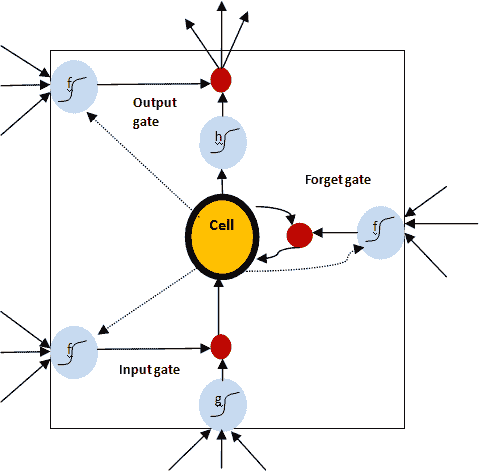 f
Output
gate
h
Forget gate
Cell
f
f
Input gate
g